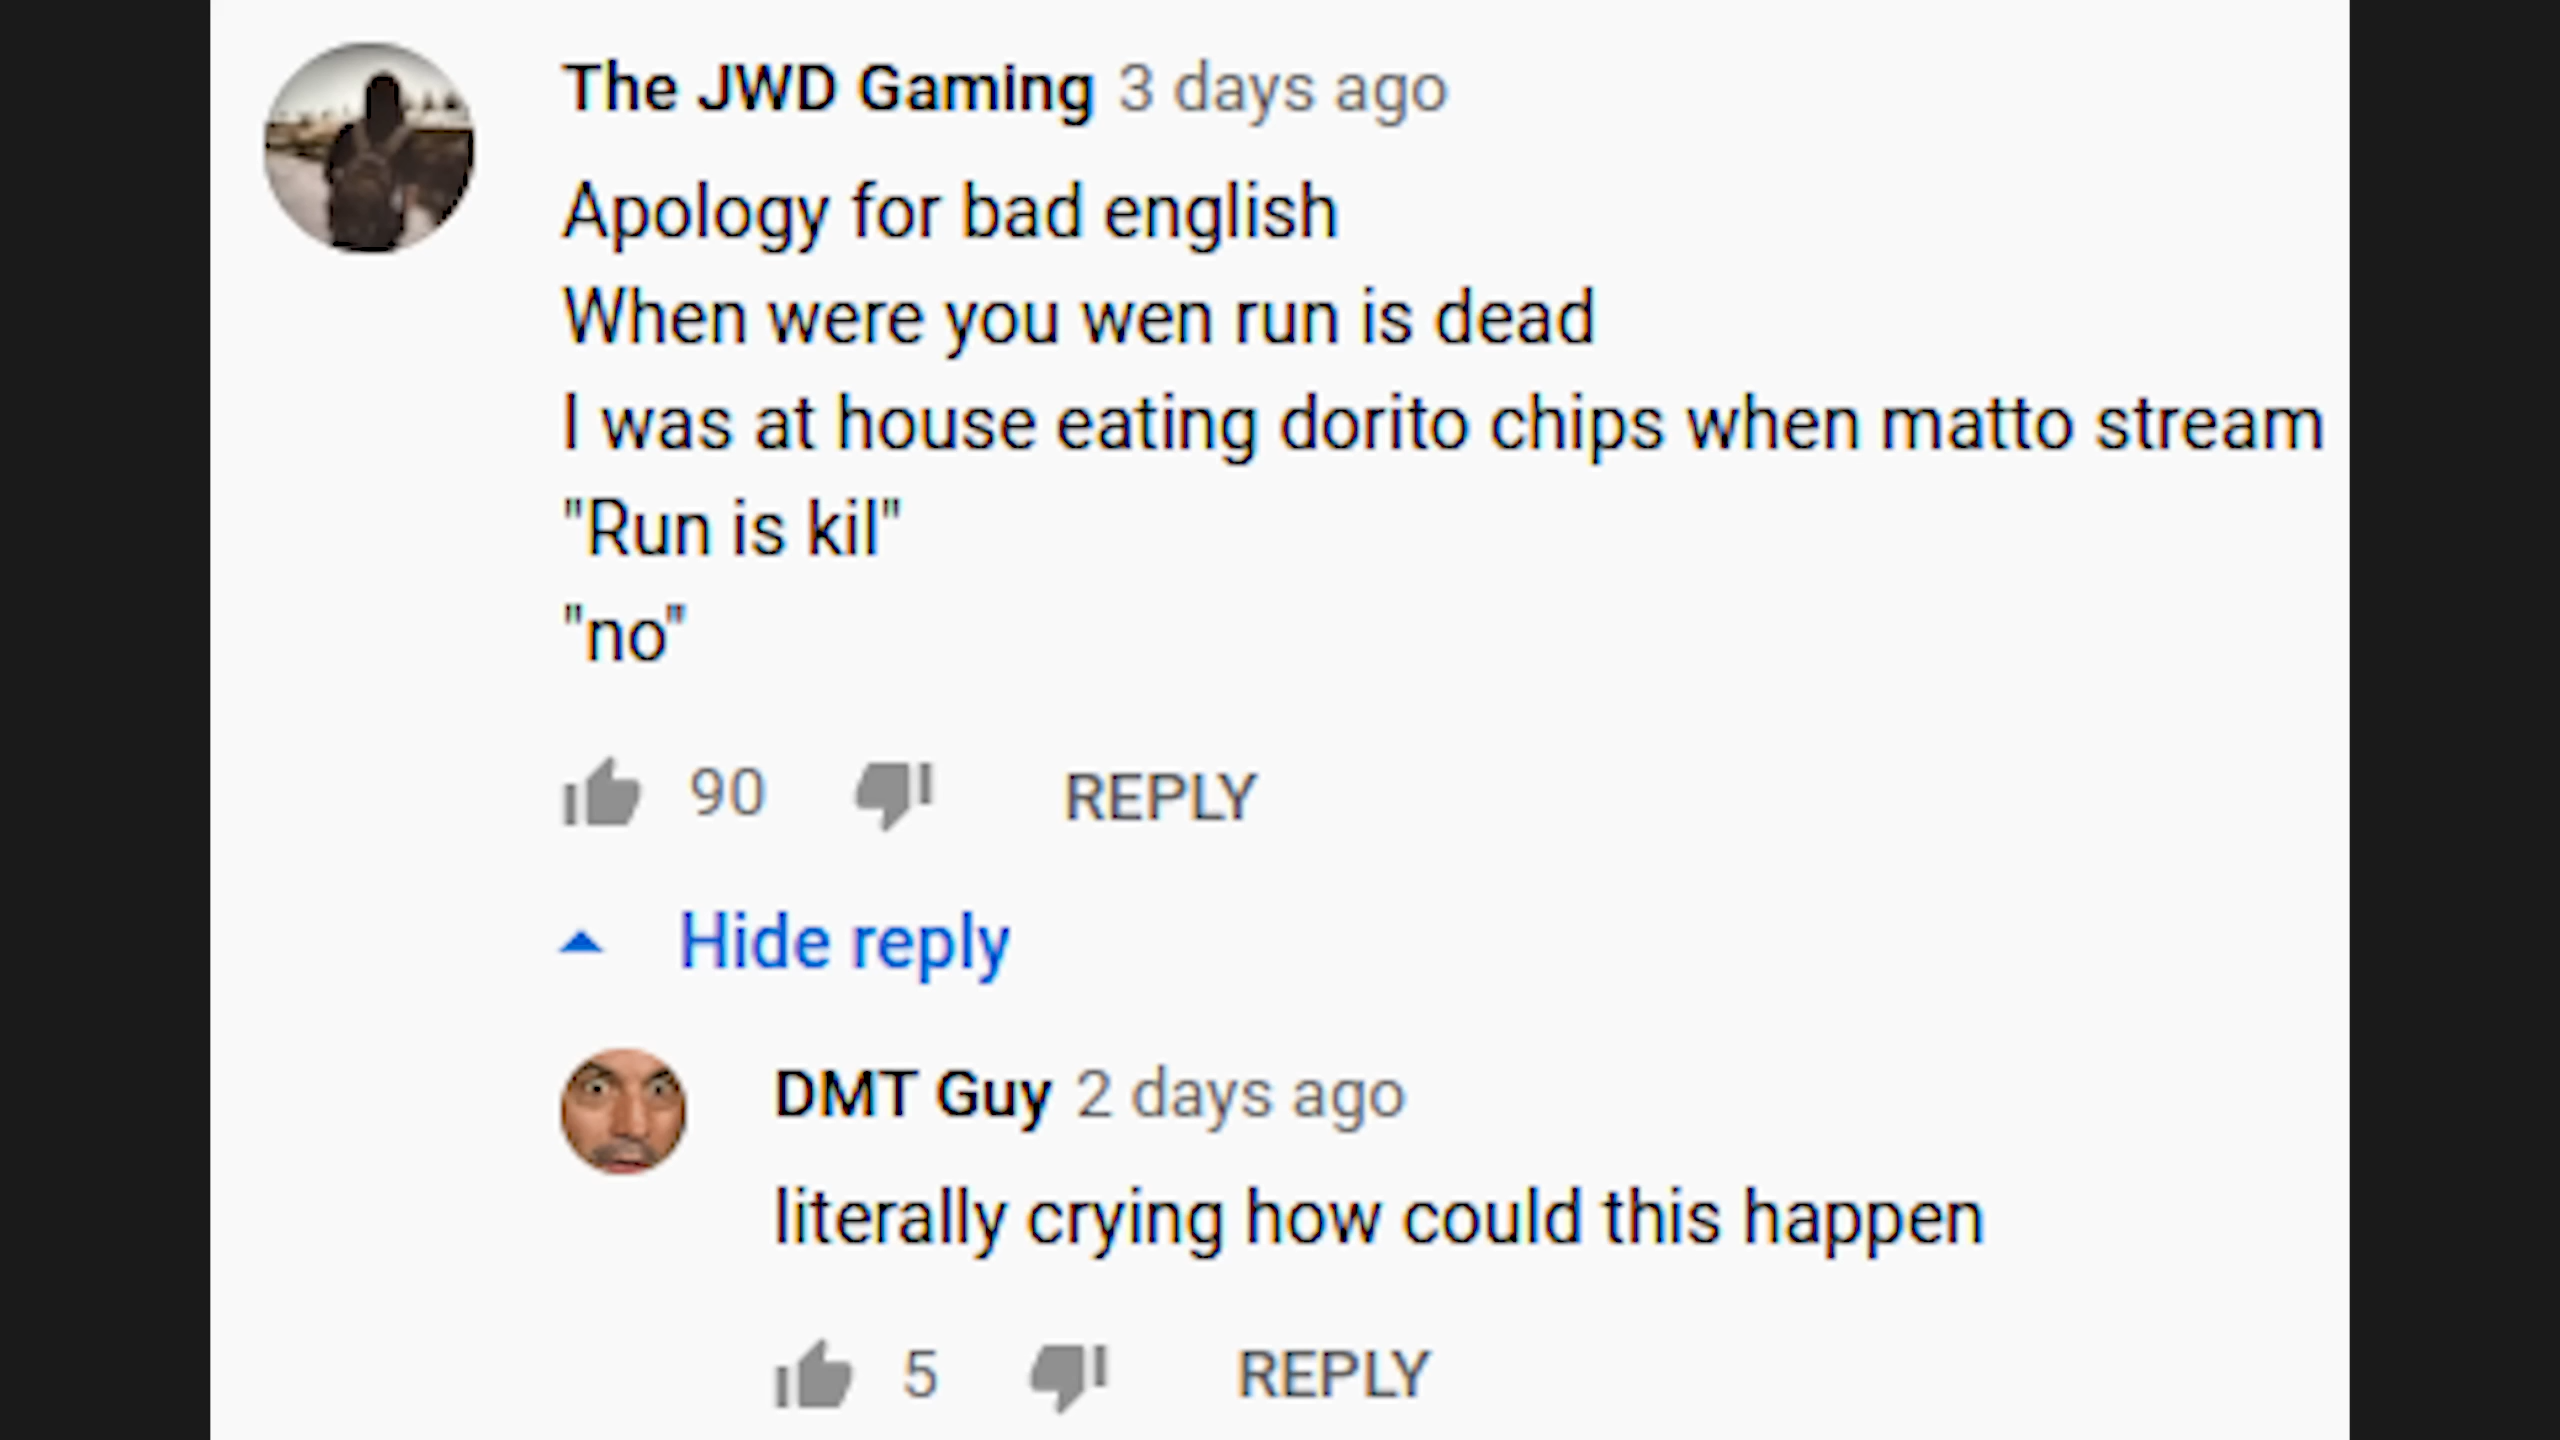 The JWD Gaming 3 days ago
Apology for bad english
When were you wen run is dead
I was at house eating dorito chips when matto stream
"Run is kil"
"no"
90 REPLY
Hide reply
DMT Guy 2 days ago
literally crying how could this happen
5 REPLY